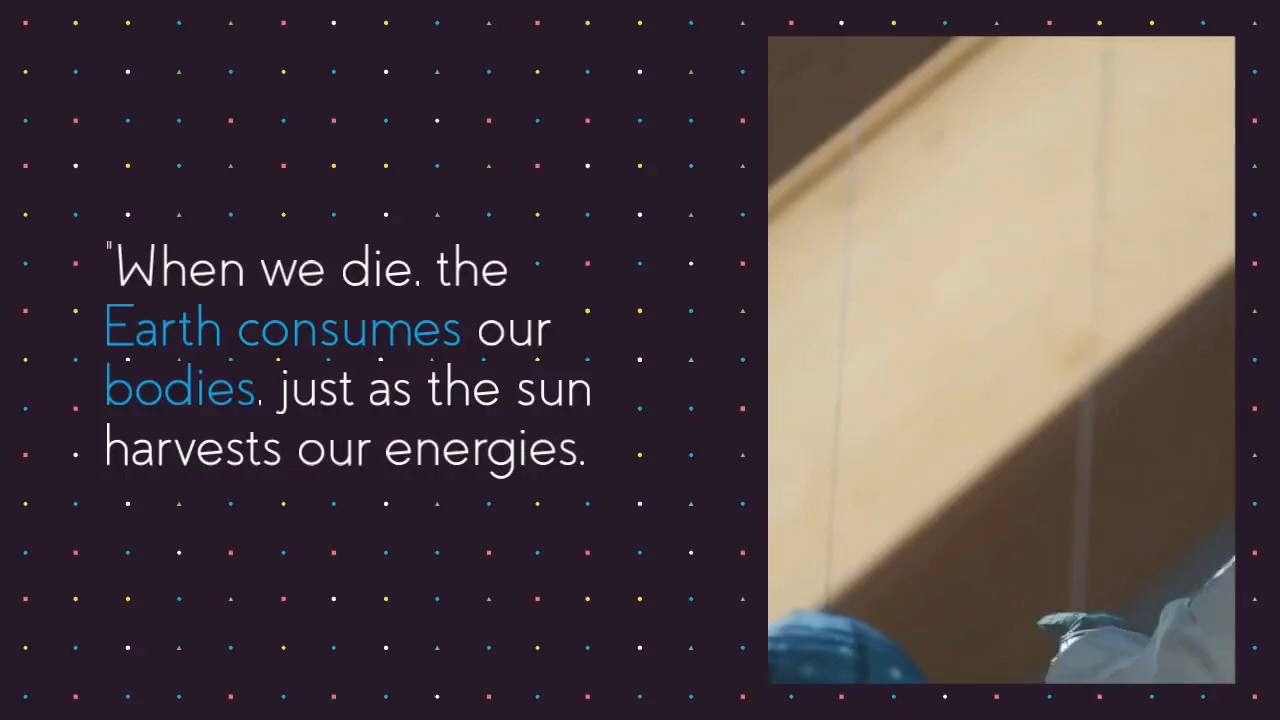 "When we die, the
Earth consumes our
bodies, just as the sun
harvests our energies.